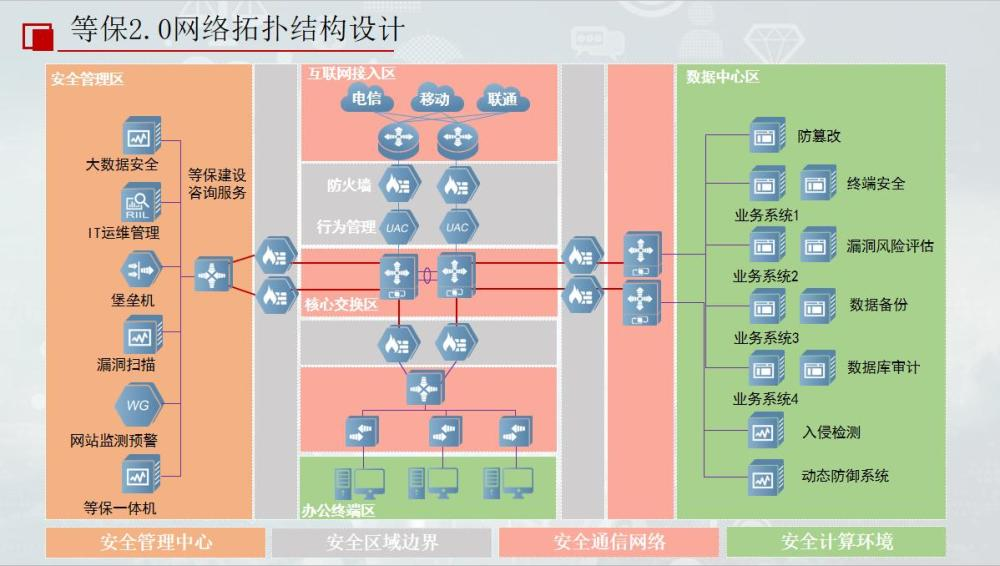 等保2.0网络拓扑结构设计
安全管理区
大数据安全
等保建设
咨询服务
RIIL
IT运维管理
堡垒机
漏洞扫描
WG
网站监测预警
等保一体机
互联网接入区
电信
移动
联通
防火墙
行为管理
UAC
UAC
核心交换区
办公终端区
数据中心区
防篡改
终端安全
业务系统1
漏洞风险评估
业务系统2
数据备份
业务系统3
数据库审计
业务系统4
入侵检测
动态防御系统
安全管理中心
安全区域边界
安全通信网络
安全计算环境